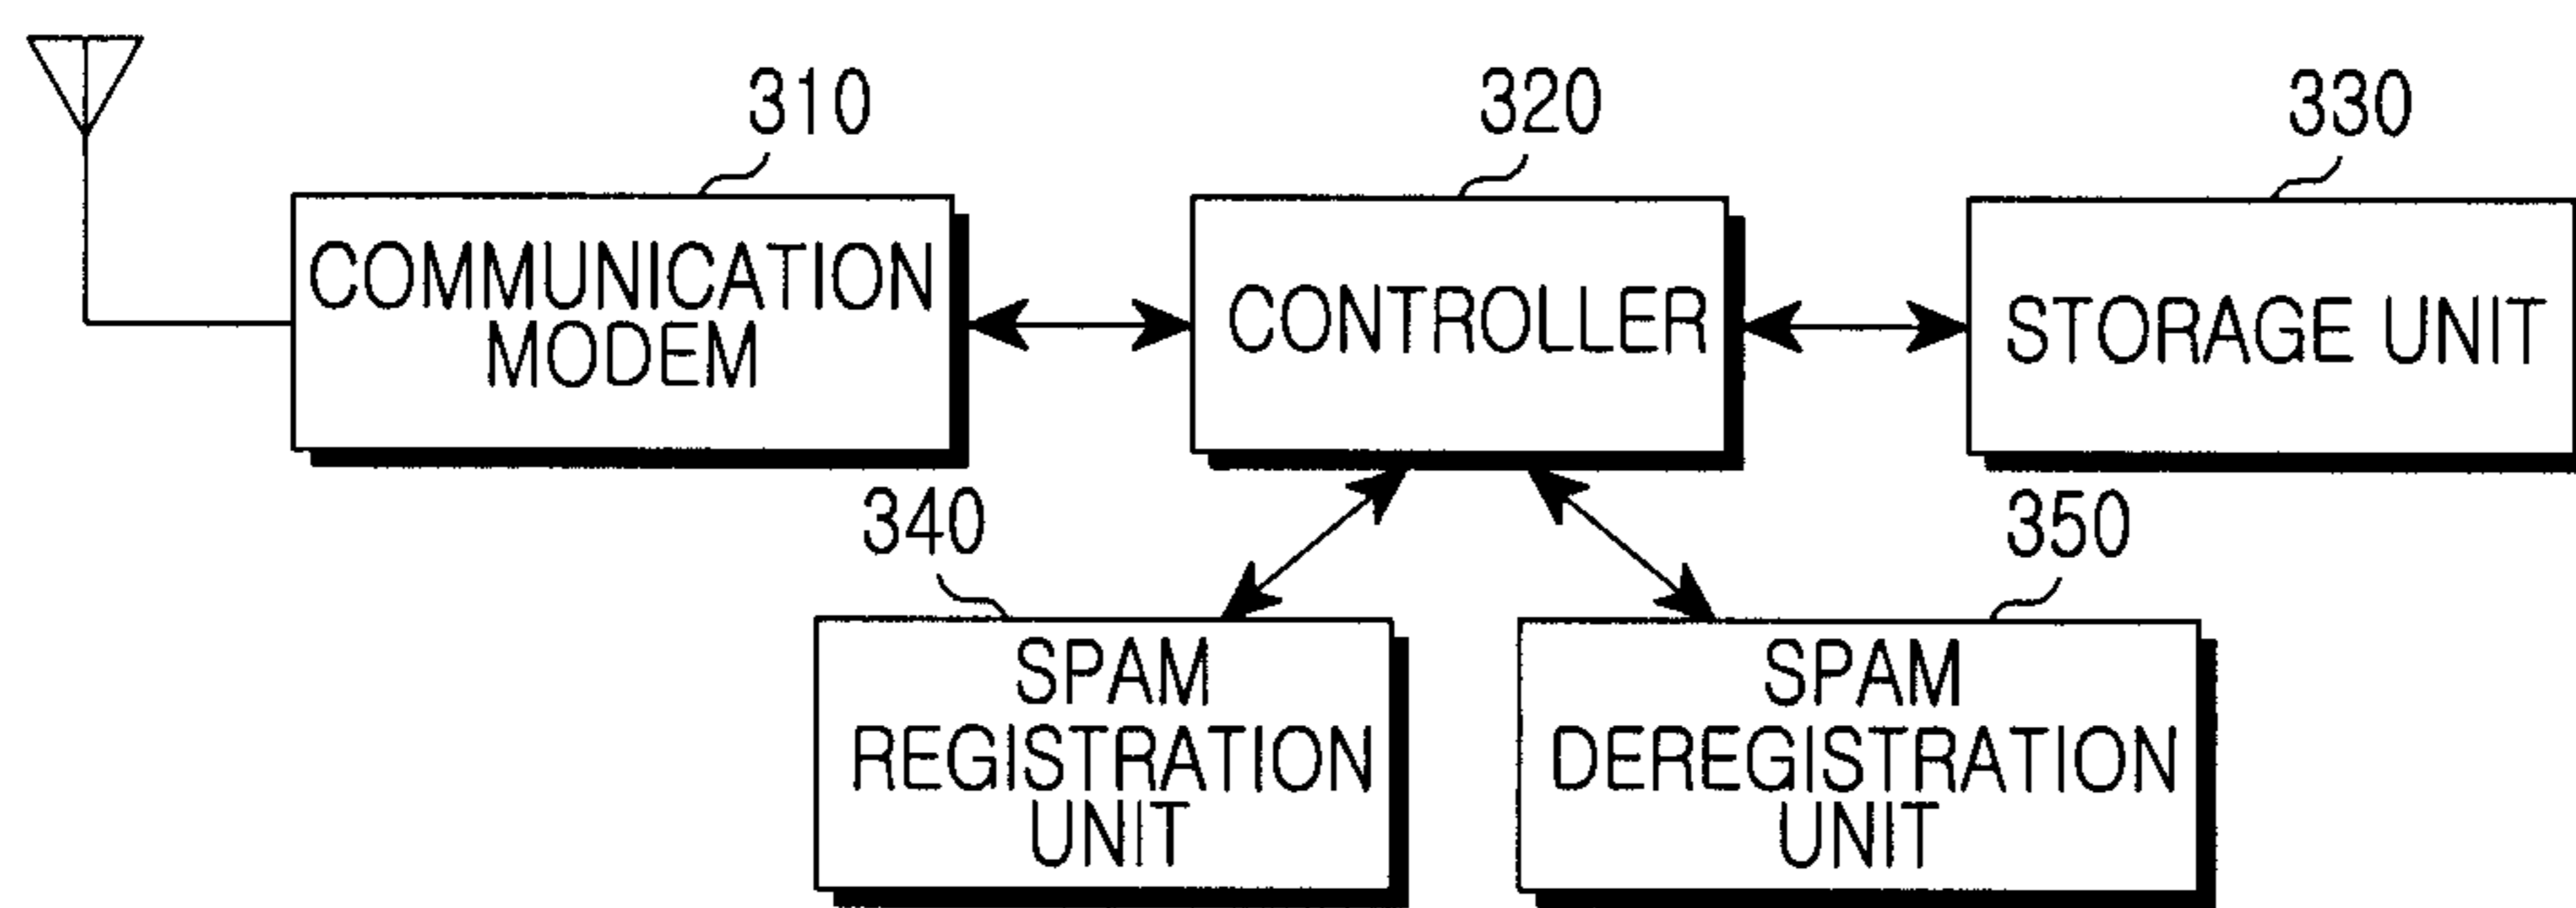 310
320
330
COMMUNICATION
MODEM
CONTROLLER
STORAGE UNIT
340
350
SPAM
REGISTRATION
UNIT
SPAM
DEREGISTRATION
UNIT